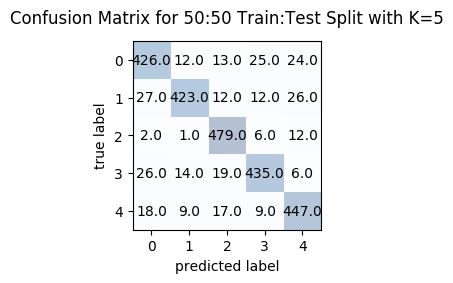 Confusion Matrix for 50:50 Train:Test Split with K=5
0 426.0 12.0 13.0 25.0 24.0
1 27.0 423.0 12.0 12.0 26.0
2 2.0 1.0 479.0 6.0 12.0
3 26.0 14.0 19.0 435.0 6.0
4 18.0 9.0 17.0 9.0 447.0
true label
0 1 2 3 4
predicted label